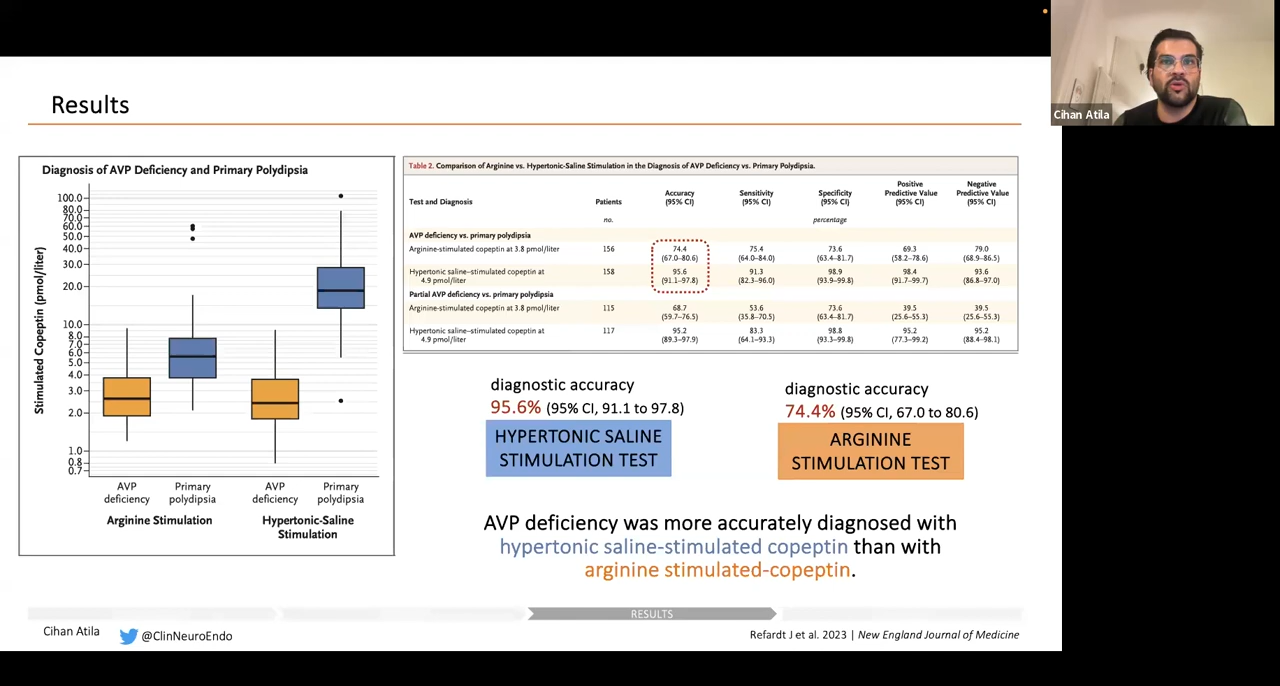 Cihan Atila
Results
Diagnosis of AVP Deficiency and Primary Polydipsia
Stimulated Copeptin (pmol/liter)
100.0
80.0
70.0
60.0
50.0
40.0
30.0
20.0
10.0
8.0
7.0
6.0
5.0
4.0
3.0
2.0
1.0
0.8
0.7
AVP deficiency
Primary polydipsia
AVP deficiency
Primary polydipsia
Arginine Stimulation
Hypertonic-Saline
Stimulation
Table 2. Comparison of Arginine vs. Hypertonic-Saline Stimulation in the Diagnosis of AVP Deficiency vs. Primary Polydipsia.
Test and Diagnosis Patients Accuracy (95% CI) Sensitivity (95% CI) Specificity (95% CI) Positive Predictive Value (95% CI) Negative Predictive Value (95% CI)
no. percentage
AVP deficiency vs. primary polydipsia
Arginine-stimulated copeptin at 3.8 pmol/liter 156 74.4 75.4 73.6 69.3 79.0
(67.0–80.6) (64.0–84.0) (63.4–81.7) (58.2–78.6) (68.9–86.5)
Hypertonic saline–stimulated copeptin at 158 95.6 91.3 98.9 98.4 93.6
4.9 pmol/liter (91.1–97.8) (82.3–96.0) (93.9–99.8) (91.7–99.7) (86.8–97.0)
Partial AVP deficiency vs. primary polydipsia
Arginine-stimulated copeptin at 3.8 pmol/liter 115 68.7 53.6 73.6 39.5 39.5
(59.7–76.5) (35.8–70.5) (63.4–81.7) (25.6–55.3) (25.6–55.3)
Hypertonic saline–stimulated copeptin at 117 95.2 83.3 98.8 95.2 95.2
4.9 pmol/liter (89.3–97.9) (64.1–93.3) (93.3–99.8) (77.3–99.2) (88.4–98.1)
diagnostic accuracy
95.6% (95% CI, 91.1 to 97.8)
HYPERTONIC SALINE
STIMULATION TEST
diagnostic accuracy
74.4% (95% CI, 67.0 to 80.6)
ARGININE
STIMULATION TEST
AVP deficiency was more accurately diagnosed with
hypertonic saline-stimulated copeptin than with
arginine stimulated-copeptin.
RESULTS
Cihan Atila
@ClinNeuroEndo
Refardt J et al. 2023 | New England Journal of Medicine